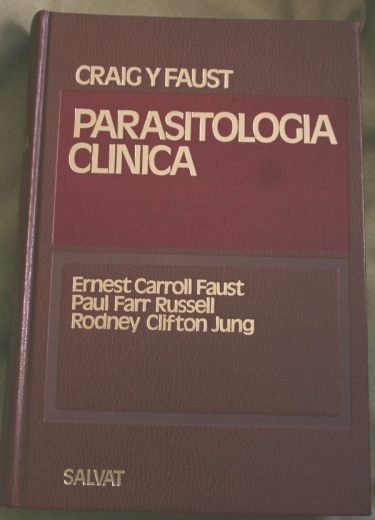 CRAIG Y FAUST
PARASITOLOGIA
CLINICA
Ernest Carroll Faust
Paul Farr Russell
Rodney Clifton Jung
SALVAT